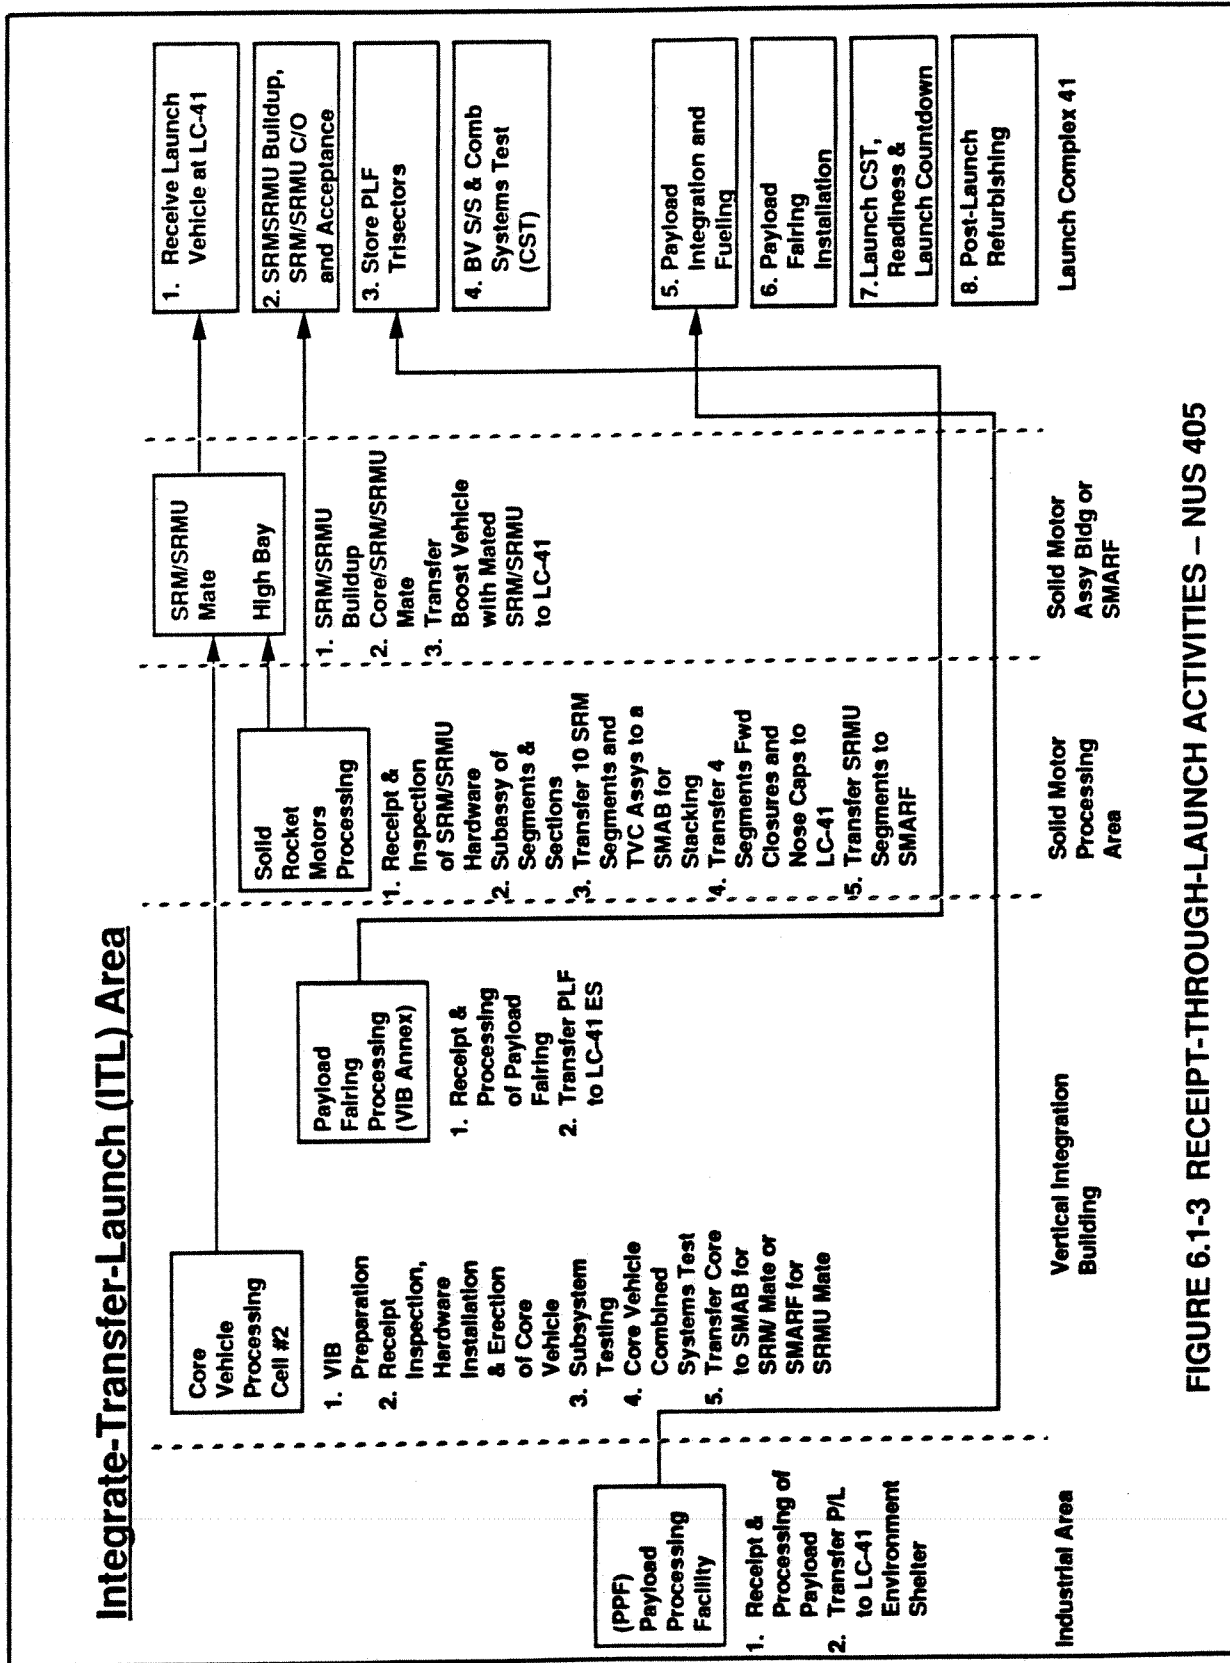 Integrate-Transfer-Launch (ITL) Area
(PPF)
Payload
Processing
Facility
1. Receipt &
Processing of
Payload
2. Transfer P/L
to LC-41
Environment
Shelter
Industrial Area
Core
Vehicle
Processing
Cell #2
1. VIB
Preparation
2. Receipt
Inspection,
Hardware
Installation
& Erection
of Core
Vehicle
3. Subsystem
Testing
4. Core Vehicle
Combined
Systems Test
5. Transfer Core
to SMAB for
SRM/ Mate or
SMARF for
SRMU Mate
Payload
Fairing
Processing
(VIB Annex)
1. Receipt &
Processing
of Payload
Fairing
2. Transfer PLF
to LC-41 ES
Vertical Integration
Building
Solid
Rocket
Motors
Processing
1. Receipt &
Inspection
of SRM/SRMU
Hardware
2. Subassy of
Segments &
Sections
3. Transfer 10 SRM
Segments and
TVC Assys to a
SMAB for
Stacking
4. Transfer 4
Segments Fwd
Closures and
Nose Caps to
LC-41
5. Transfer SRMU
Segments to
SMARF
Solid Motor
Processing
Area
SRM/SRMU
Mate
High Bay
1. SRM/SRMU
Buildup
2. Core/SRM/SRMU
Mate
3. Transfer
Boost Vehicle
with Mated
SRM/SRMU
to LC-41
Solid Motor
Assy Bldg or
SMARF
1. Receive Launch
Vehicle at LC-41
2. SRMSRMU Buildup,
SRM/SRMU C/O
and Acceptance
3. Store PLF
Trisectors
4. BV S/S & Comb
Systems Test
(CST)
5. Payload
Integration and
Fueling
6. Payload
Fairing
Installation
7. Launch CST,
Readiness &
Launch Countdown
8. Post-Launch
Refurbishing
Launch Complex 41
FIGURE 6.1-3 RECEIPT-THROUGH-LAUNCH ACTIVITIES – NUS 405